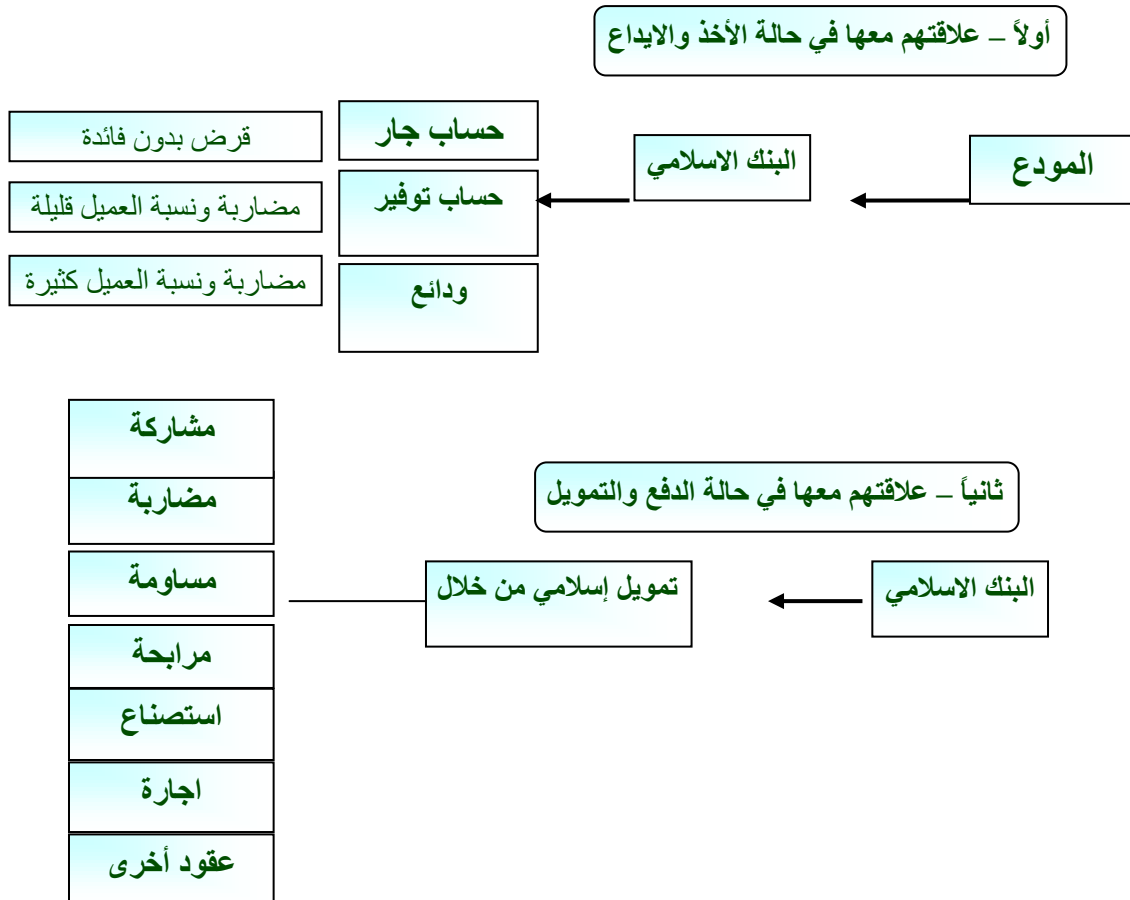 أولاً – علاقتهم معها في حالة الأخذ والايداع
المودع
البنك الاسلامي
حساب جار
قرض بدون فائدة
حساب توفير
مضاربة ونسبة العميل قليلة
ودائع
مضاربة ونسبة العميل كثيرة
ثانياً – علاقتهم معها في حالة الدفع والتمويل
البنك الاسلامي
تمويل إسلامي من خلال
مشاركة
مضاربة
مساومة
مرابحة
استصناع
اجارة
عقود أخرى